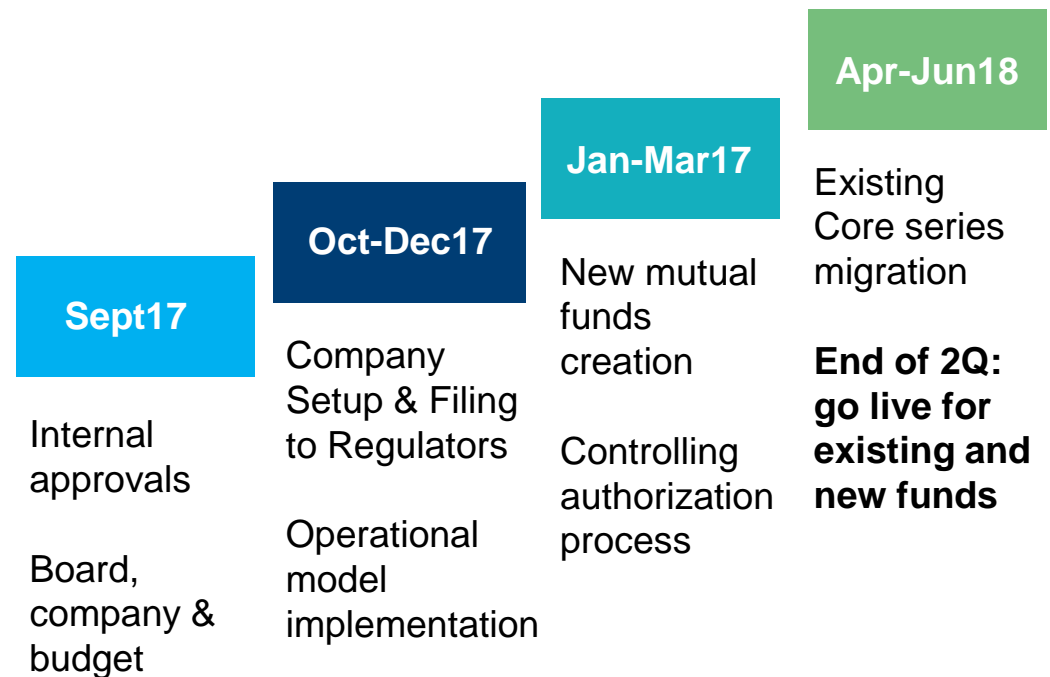 Sept17
Internal
approvals
Board,
company &
budget
Oct-Dec17
Company
Setup & Filing
to Regulators
Operational
model
implementation
Jan-Mar17
New mutual
funds
creation
Controlling
authorization
process
Apr-Jun18
Existing
Core series
migration
End of 2Q:
go live for
existing and
new funds